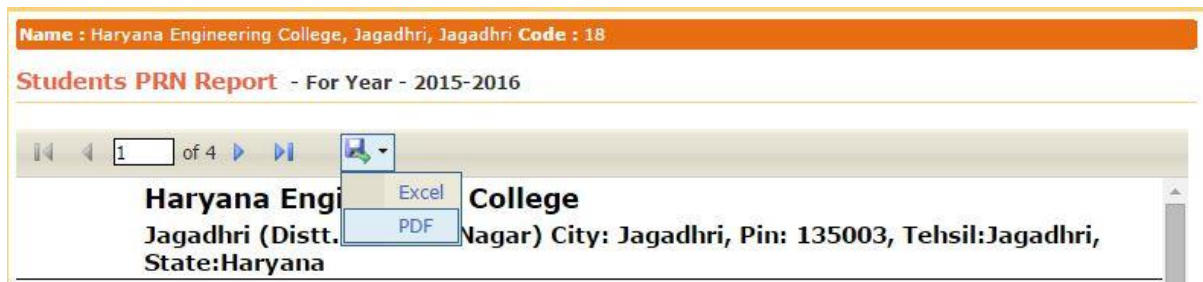 Name : Haryana Engineering College, Jagadhri, Jagadhri Code : 18
Students PRN Report - For Year - 2015-2016
1 of 4
Excel
PDF
Haryana Engi College
Jagadhri (Distt. Nagar) City: Jagadhri, Pin: 135003, Tehsil:Jagadhri,
State:Haryana